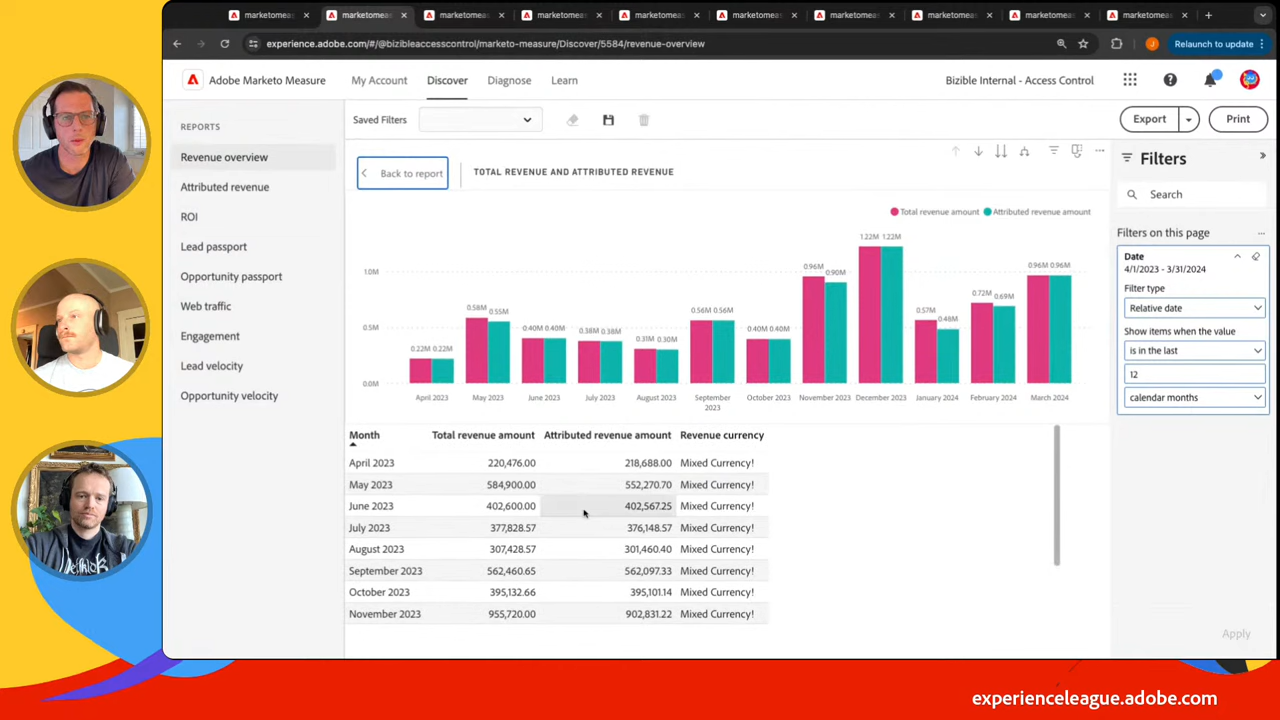 marketomeas
marketomeas
marketomeas
marketomeas
marketomeas
marketomeas
marketomeas
marketomeas
marketomeas
marketomeas
experience.adobe.com/#/@bizibleaccesscontrol/marketo-measure/Discover/5584/revenue-overview
J
Relaunch to update
Adobe Marketo Measure
My Account
Discover
Diagnose
Learn
Bizible Internal - Access Control
REPORTS
Revenue overview
Attributed revenue
ROI
Lead passport
Opportunity passport
Web traffic
Engagement
Lead velocity
Opportunity velocity
Saved Filters
Export
Print
Back to report
TOTAL REVENUE AND ATTRIBUTED REVENUE
Total revenue amount
Attributed revenue amount
1.0M
0.5M
0.0M
0.22M 0.22M
0.58M 0.55M
0.40M 0.40M
0.38M 0.38M
0.31M 0.30M
0.56M 0.56M
0.40M 0.40M
0.96M 0.90M
1.22M 1.22M
0.57M 0.48M
0.72M 0.69M
0.96M 0.96M
April 2023
May 2023
June 2023
July 2023
August 2023
September 2023
October 2023
November 2023
December 2023
January 2024
February 2024
March 2024
Month Total revenue amount Attributed revenue amount Revenue currency
April 2023 220,476.00 218,688.00 Mixed Currency!
May 2023 584,900.00 552,270.70 Mixed Currency!
June 2023 402,600.00 402,567.25 Mixed Currency!
July 2023 377,828.57 376,148.57 Mixed Currency!
August 2023 307,428.57 301,460.40 Mixed Currency!
September 2023 562,460.65 562,097.33 Mixed Currency!
October 2023 395,132.66 395,101.14 Mixed Currency!
November 2023 955,720.00 902,831.22 Mixed Currency!
Filters
Search
Filters on this page
Date
4/1/2023 - 3/31/2024
Filter type
Relative date
Show items when the value
is in the last
12
calendar months
Apply
experienceleague.adobe.com